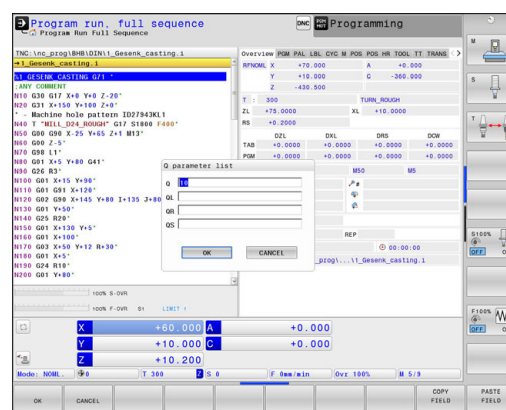 Program run, full sequence
Program Run Full Sequence
DNC
Programming
TNC: \nc_prog\BHB\DIN\1_Gesenk_casting.i
→1_Gesenk_casting.i
%1_GESENK_CASTING G71 *
;ANY COMMENT
N10 G30 G17 X+0 Y+0 Z-20*
N20 G31 X+150 Y+100 Z+0*
* - Machine hole pattern ID27943KL1
N40 T "MILL_D24_ROUGH" G17 S1800 F400*
N50 G00 G90 X-25 Y+65 Z+1 M13*
N60 G00 Z-5*
N70 G98 L1*
N80 G01 X+5 Y+80 G41*
N90 G26 R3*
N100 G01 X+15 Y+90*
N110 G01 G91 X+120*
N120 G02 G90 X+145 Y+80 I+135 J+80
N130 G01 Y+50*
N140 G25 R20*
N150 G01 X+130 Y+5*
N160 G01 X+100*
N170 G03 X+50 Y+12 R+30*
N180 G01 X+5*
N190 G24 R10*
N200 G01 Y+80*
100% S-OVR
100% F-OVR S1 LIMIT 1
Overview PGM PAL LBL CYC M POS POS HR TOOL TT TRANS
RFNOML X +70.000 A +0.000
Y +10.000 C -360.000
Z -430.500
T : 300 TURN_ROUGH
ZL +75.0000 XL +10.0000
RS +0.2000
DZL DXL DRS DCW
TAB +0.0000 +0.0000 +0.0000 +0.0000
PGM +0.0000 +0.0000 +0.0000 +0.0000
M50 M5
REP
00:00:00
_prog\...\1_Gesenk_casting.i
Q parameter list
Q 10
QL
QR
QS
OK CANCEL
X +60.000 A +0.000
Y +10.000 C +0.000
Z +10.200
Mode: NOML. 0 T 300 Z S 0 F 0mm/min Ovr 100% M 5/9
OK CANCEL COPY FIELD PASTE FIELD
M
S
T
S100%
OFF
F100%
OFF